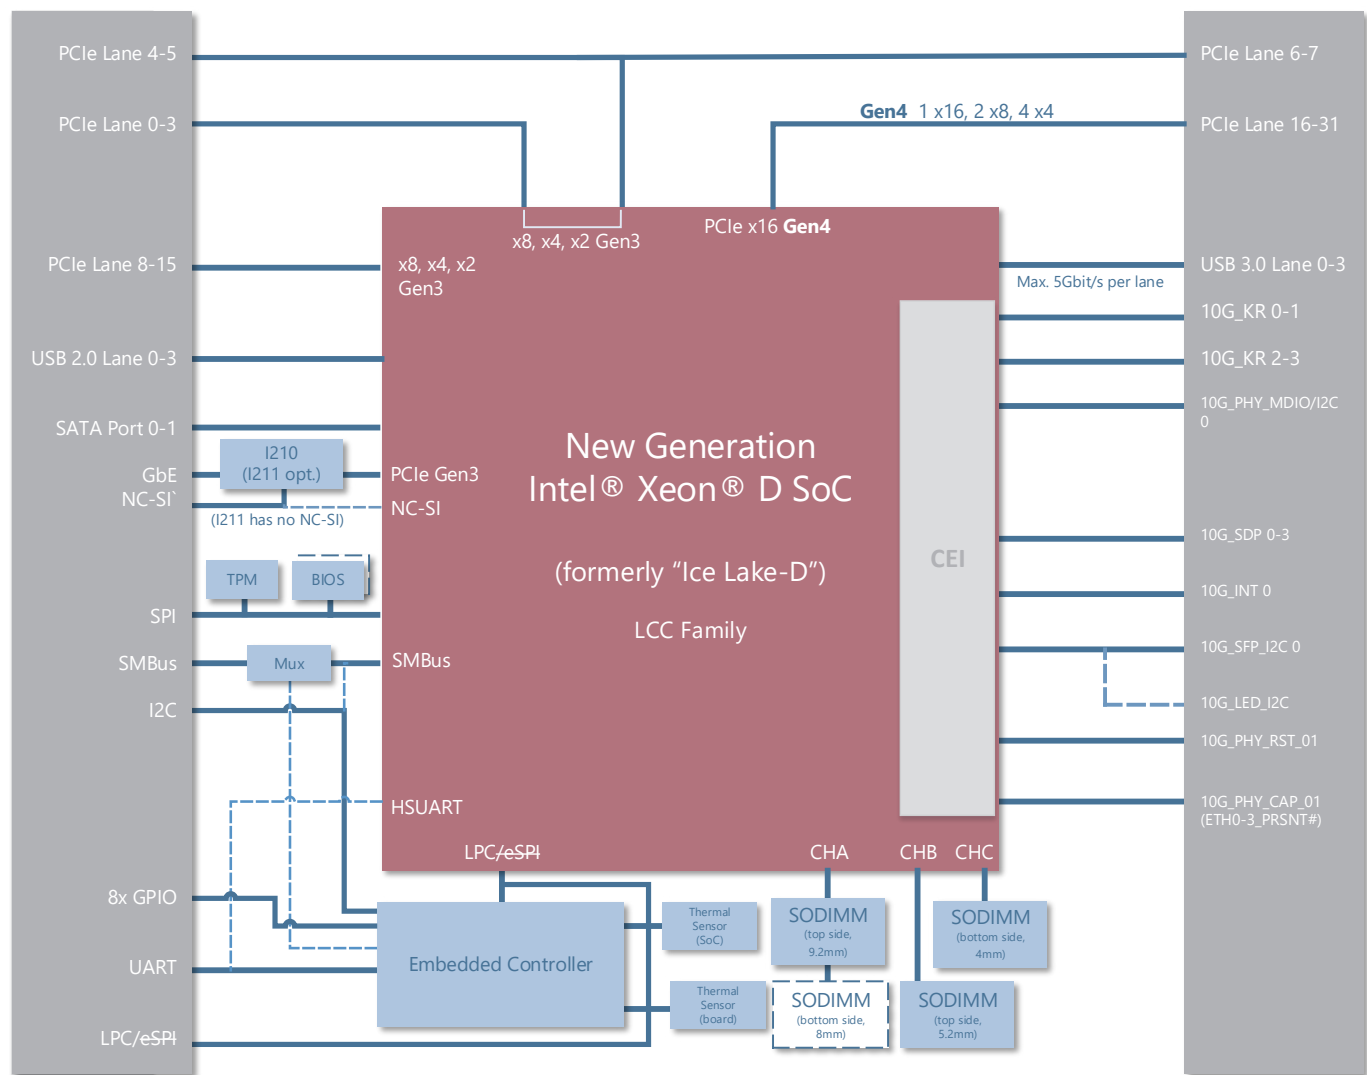 PCIe Lane 4-5
PCIe Lane 0-3
PCIe Lane 8-15
USB 2.0 Lane 0-3
SATA Port 0-1
GbE
NC-SI`
SPI
SMBus
I2C
8x GPIO
UART
LPC/eSPI
I210
(I211 opt.)
(I211 has no NC-SI)
TPM
BIOS
Mux
Gen4 1 x16, 2 x8, 4 x4
x8, x4, x2 Gen3
PCIe x16 Gen4
x8, x4, x2
Gen3
PCIe Gen3
NC-SI
SMBus
HSUART
LPC/eSPI
New Generation
Intel® Xeon® D SoC
(formerly “Ice Lake-D”)
LCC Family
CEI
CHA
CHB
CHC
Embedded Controller
Thermal
Sensor
(SoC)
Thermal
Sensor
(board)
SODIMM
(top side,
9.2mm)
SODIMM
(bottom side,
8mm)
SODIMM
(bottom side,
4mm)
SODIMM
(top side,
5.2mm)
Max. 5Gbit/s per lane
PCIe Lane 6-7
PCIe Lane 16-31
USB 3.0 Lane 0-3
10G_KR 0-1
10G_KR 2-3
10G_PHY_MDIO/I2C
0
10G_SDP 0-3
10G_INT 0
10G_SFP_I2C 0
10G_LED_I2C
10G_PHY_RST_01
10G_PHY_CAP_01
(ETH0-3_PRSNT#)